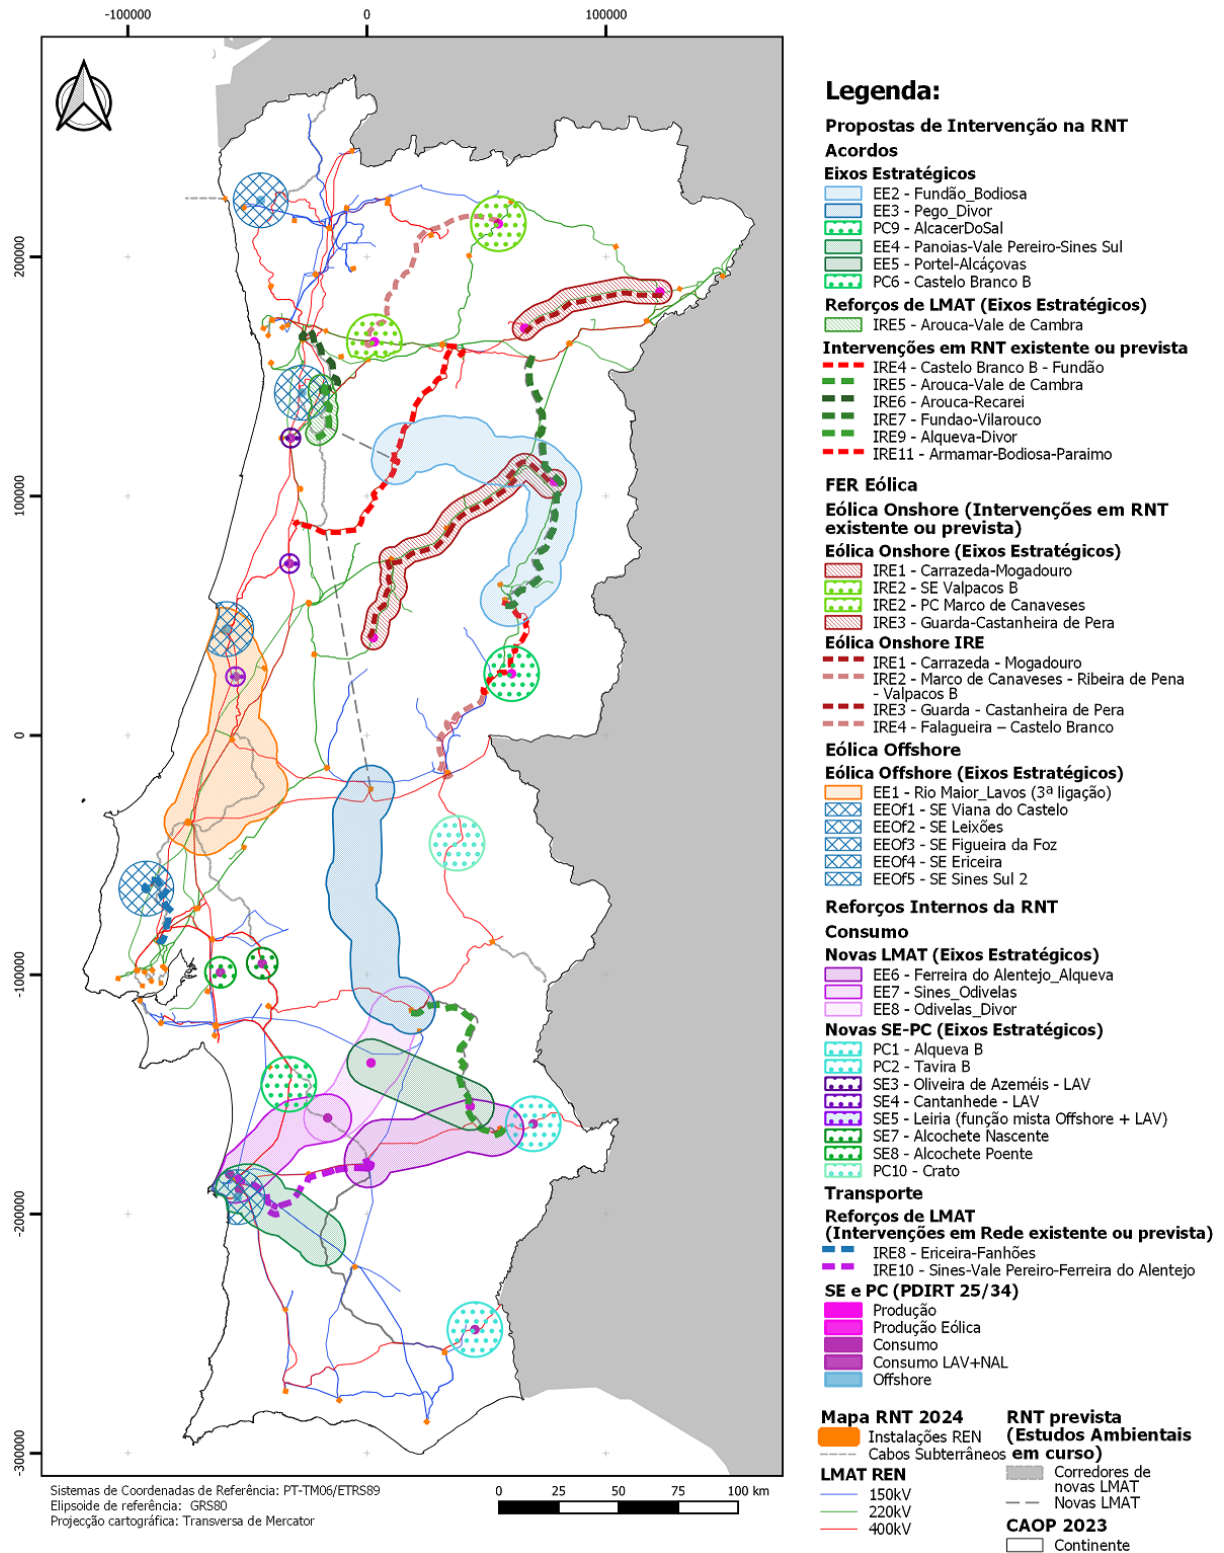 -100000
0
100000
200000
100000
0
-100000
-200000
-300000
Legenda:
Propostas de Intervenção na RNT
Acordos
Eixos Estratégicos
EE2 - Fundão_Bodiosa
EE3 - Pego_Divor
PC9 - AlcacerDoSal
EE4 - Panoias-Vale Pereiro-Sines Sul
EE5 - Portel-Alcáçovas
PC6 - Castelo Branco B
Reforços de LMAT (Eixos Estratégicos)
IRE5 - Arouca-Vale de Cambra
Intervenções em RNT existente ou prevista
IRE4 - Castelo Branco B - Fundão
IRE5 - Arouca-Vale de Cambra
IRE6 - Arouca-Recarei
IRE7 - Fundao-Vilarouco
IRE9 - Alqueva-Divor
IRE11 - Armamar-Bodiosa-Paraimo
FER Eólica
Eólica Onshore (Intervenções em RNT
existente ou prevista)
Eólica Onshore (Eixos Estratégicos)
IRE1 - Carrazeda-Mogadouro
IRE2 - SE Valpacos B
IRE2 - PC Marco de Canaveses
IRE3 - Guarda-Castanheira de Pera
Eólica Onshore IRE
IRE1 - Carrazeda - Mogadouro
IRE2 - Marco de Canaveses - Ribeira de Pena
- Valpacos B
IRE3 - Guarda - Castanheira de Pera
IRE4 - Falagueira – Castelo Branco
Eólica Offshore
Eólica Offshore (Eixos Estratégicos)
EE1 - Rio Maior_Lavos (3ª ligação)
EEOf1 - SE Viana do Castelo
EEOf2 - SE Leixões
EEOf3 - SE Figueira da Foz
EEOf4 - SE Ericeira
EEOf5 - SE Sines Sul 2
Reforços Internos da RNT
Consumo
Novas LMAT (Eixos Estratégicos)
EE6 - Ferreira do Alentejo_Alqueva
EE7 - Sines_Odivelas
EE8 - Odivelas_Divor
Novas SE-PC (Eixos Estratégicos)
PC1 - Alqueva B
PC2 - Tavira B
SE3 - Oliveira de Azeméis - LAV
SE4 - Cantanhede - LAV
SE5 - Leiria (função mista Offshore + LAV)
SE7 - Alcochete Nascente
SE8 - Alcochete Poente
PC10 - Crato
Transporte
Reforços de LMAT
(Intervenções em Rede existente ou prevista)
IRE8 - Ericeira-Fanhões
IRE10 - Sines-Vale Pereiro-Ferreira do Alentejo
SE e PC (PDIRT 25/34)
Produção
Produção Eólica
Consumo
Consumo LAV+NAL
Offshore
Mapa RNT 2024
Instalações REN
Cabos Subterrâneos
LMAT REN
150kV
220kV
400kV
RNT prevista
(Estudos Ambientais
em curso)
Corredores de
novas LMAT
Novas LMAT
CAOP 2023
Continente
Sistemas de Coordenadas de Referência: PT-TM06/ETRS89
Elipsoide de referência: GRS80
Projecção cartográfica: Transversa de Mercator
0 25 50 75 100 km